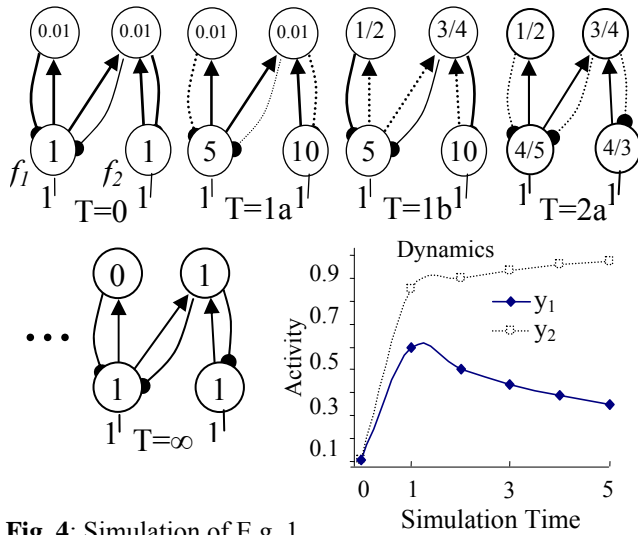 0.01 0.01 0.01 0.01 1/2 3/4 1/2 3/4
1 1 5 10 5 10 4/5 4/3
f1 f2
1 1 1 1 1 1 1 1
T=0 T=1a T=1b T=2a
0 1
1 1
1 1
T=∞
...
Dynamics
y1
y2
Activity
0.9
0.7
0.5
0.3
0.1
0 1 3 5
Simulation Time
Fig. 4: Simulation of E.g. 1